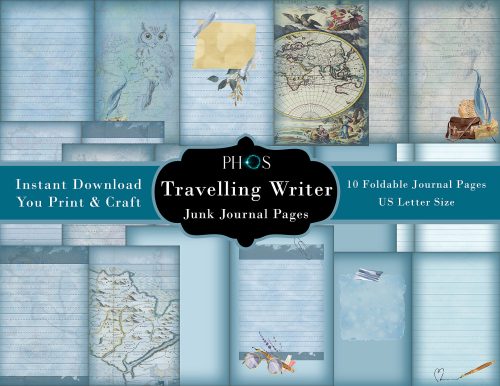 PHOS
Instant Download
You Print & Craft
Travelling Writer
Junk Journal Pages
10 Foldable Journal Pages
US Letter Size